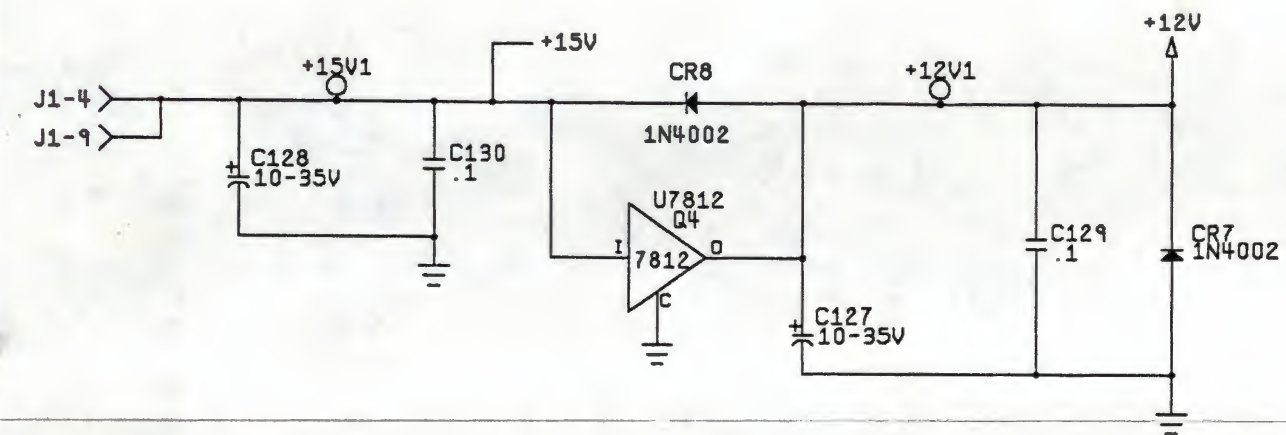 +12V
+15V
+15V1
CR8
+12V1
J1-4
J1-9
1N4002
C128
10-35V
C130
.1
U7812
Q4
I
7812
O
C
C129
.1
CR7
1N4002
C127
10-35V